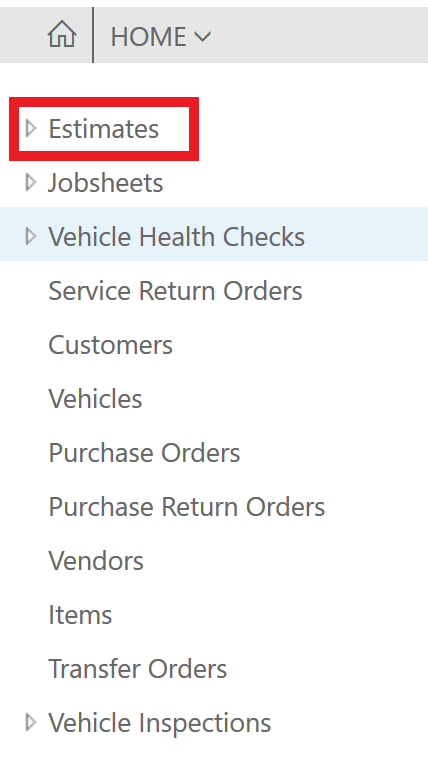 HOME
Estimates
Jobsheets
Vehicle Health Checks
Service Return Orders
Customers
Vehicles
Purchase Orders
Purchase Return Orders
Vendors
Items
Transfer Orders
Vehicle Inspections